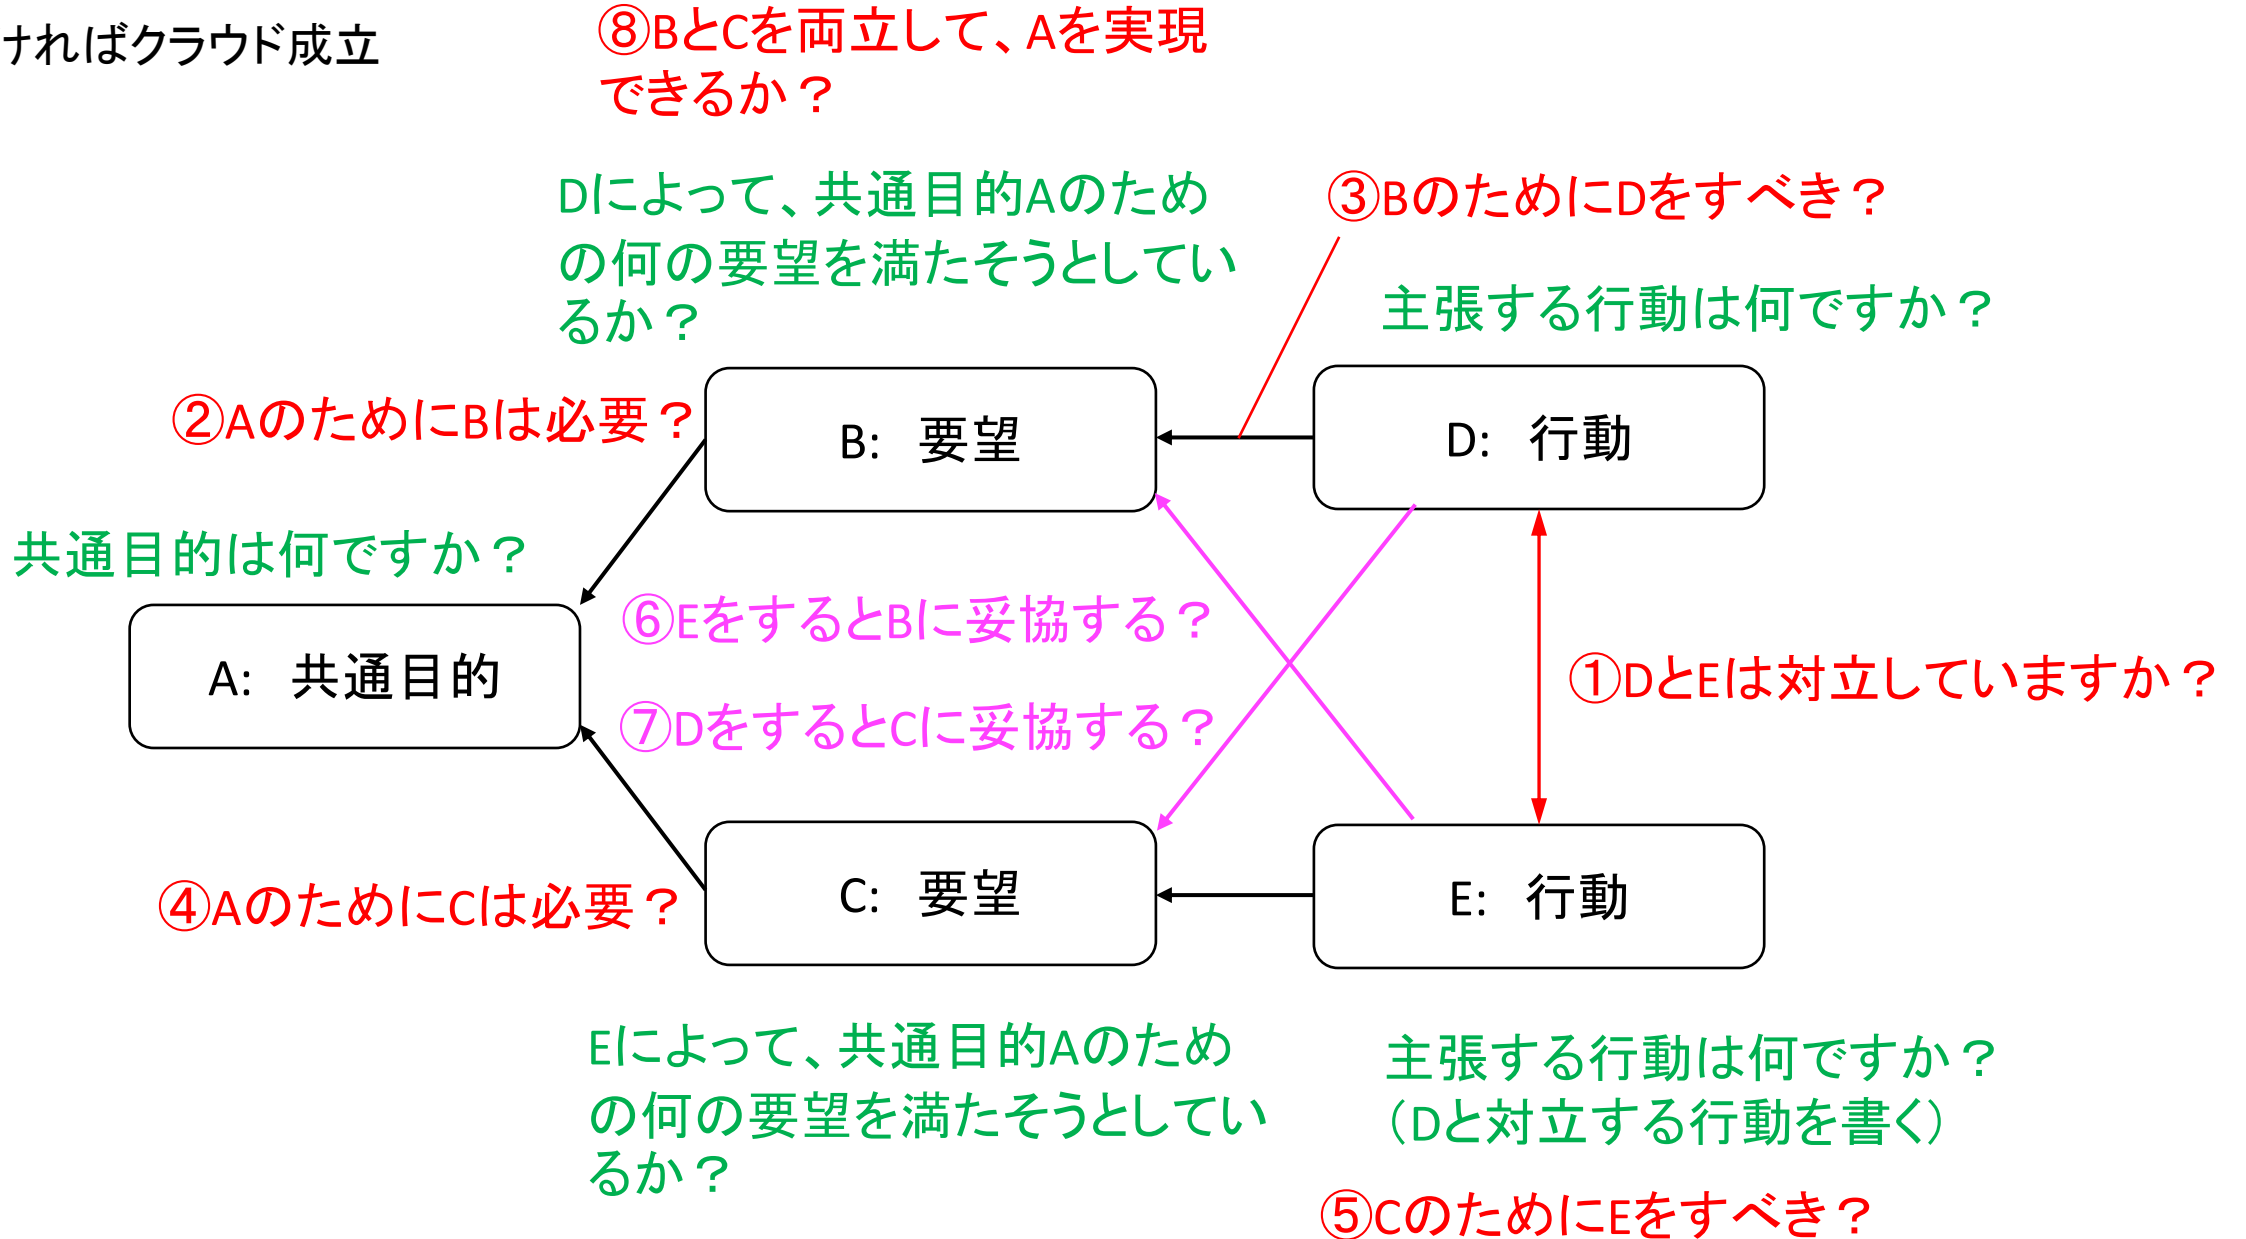 ければクラウド成立
⑧BとCを両立して、Aを実現
できるか？
Dによって、共通目的Aのため
の何の要望を満たそうとしてい
るか？
③BのためにDをすべき？
主張する行動は何ですか？
②AのためにBは必要？
B: 要望
D: 行動
共通目的は何ですか？
A: 共通目的
⑥EをするとBに妥協する？
⑦DをするとCに妥協する？
①DとEは対立していますか？
④AのためにCは必要？
C: 要望
E: 行動
Eによって、共通目的Aのため
の何の要望を満たそうとしてい
るか？
主張する行動は何ですか？
（Dと対立する行動を書く）
⑤CのためにEをすべき？